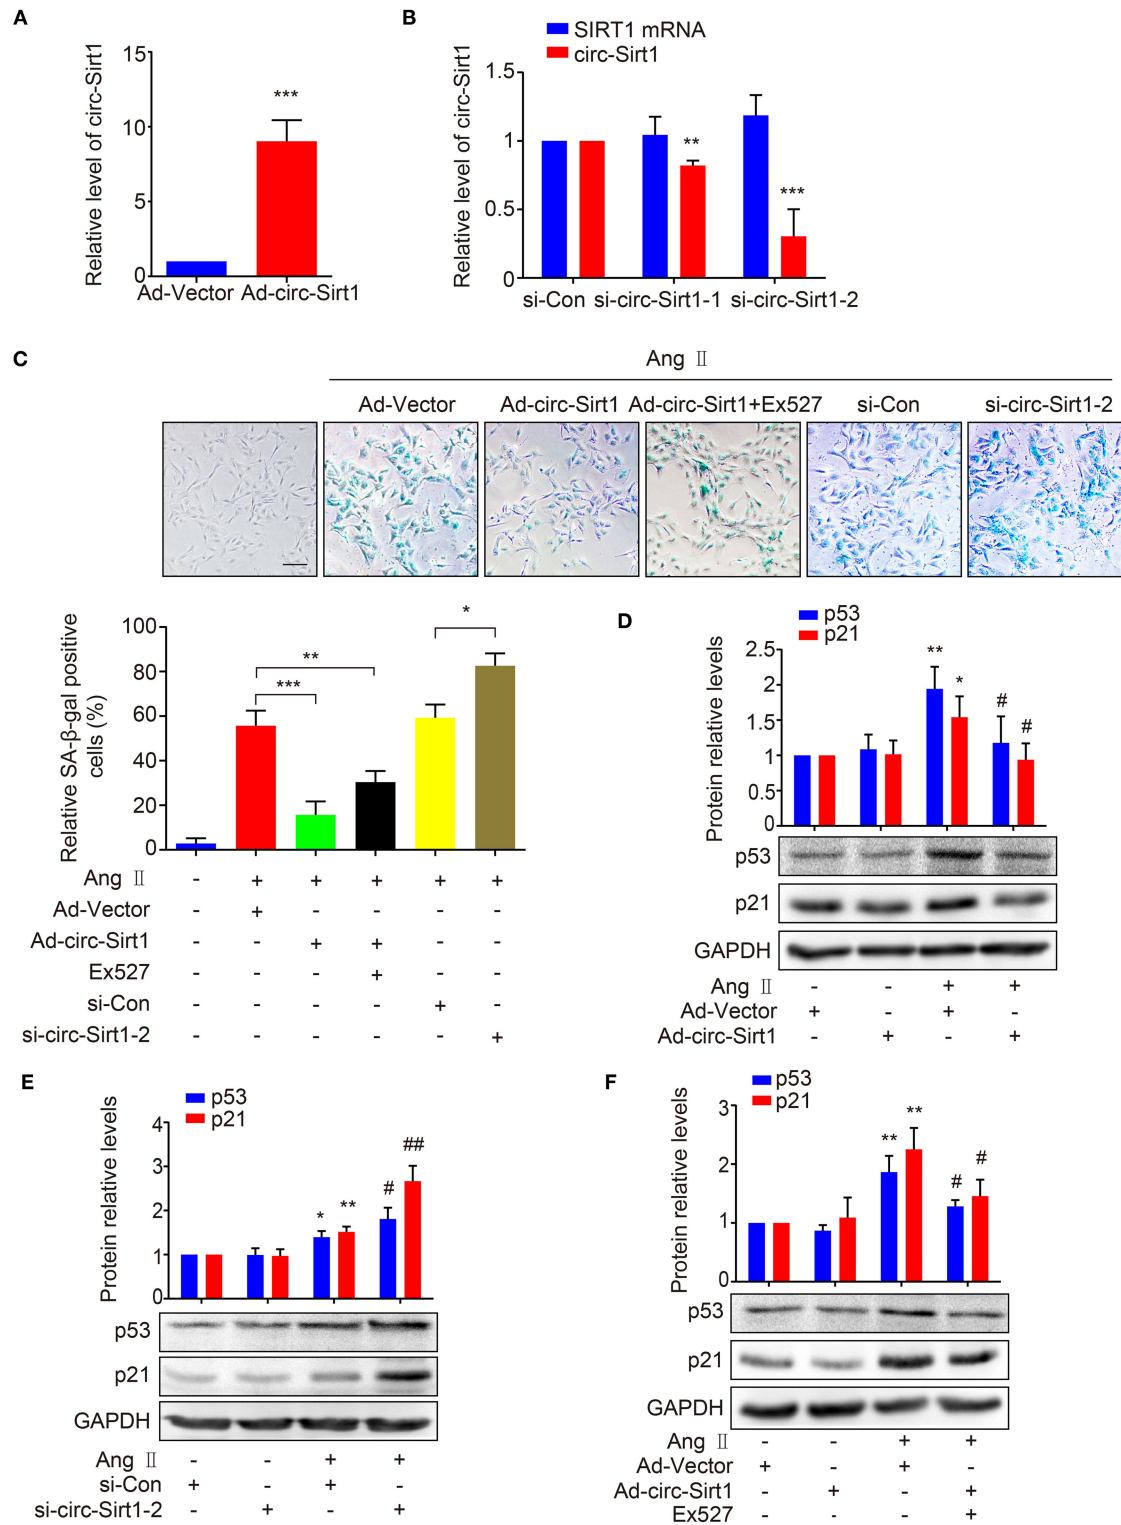 A
Relative level of circ-Sirt1
15
10
5
0
***
Ad-Vector Ad-circ-Sirt1
B
SIRT1 mRNA
circ-Sirt1
Relative level of circ-Sirt1
1.5
1
0.5
0
**
***
si-Con si-circ-Sirt1-1 si-circ-Sirt1-2
C
Ang Ⅱ
Ad-Vector Ad-circ-Sirt1 Ad-circ-Sirt1+Ex527 si-Con si-circ-Sirt1-2
Relative SA-β-gal positive
cells (%)
100
80
60
40
20
0
***
**
*
Ang Ⅱ - + + + + +
Ad-Vector - + - - - -
Ad-circ-Sirt1 - - + + - -
Ex527 - - - + - -
si-Con - - - - + -
si-circ-Sirt1-2 - - - - - +
D
p53
p21
Protein relative levels
2.5
2
1.5
1
0.5
0
**
*
#
#
p53
p21
GAPDH
Ang Ⅱ - - + +
Ad-Vector + - + -
Ad-circ-Sirt1 - + - +
E
p53
p21
Protein relative levels
4
3
2
1
0
*
**
#
##
p53
p21
GAPDH
Ang Ⅱ - - + +
si-Con + - + -
si-circ-Sirt1-2 - + - +
F
p53
p21
Protein relative levels
3
2
1
0
**
**
#
#
p53
p21
GAPDH
Ang Ⅱ - - + +
Ad-Vector + - + -
Ad-circ-Sirt1 - + - +
Ex527 - - - +